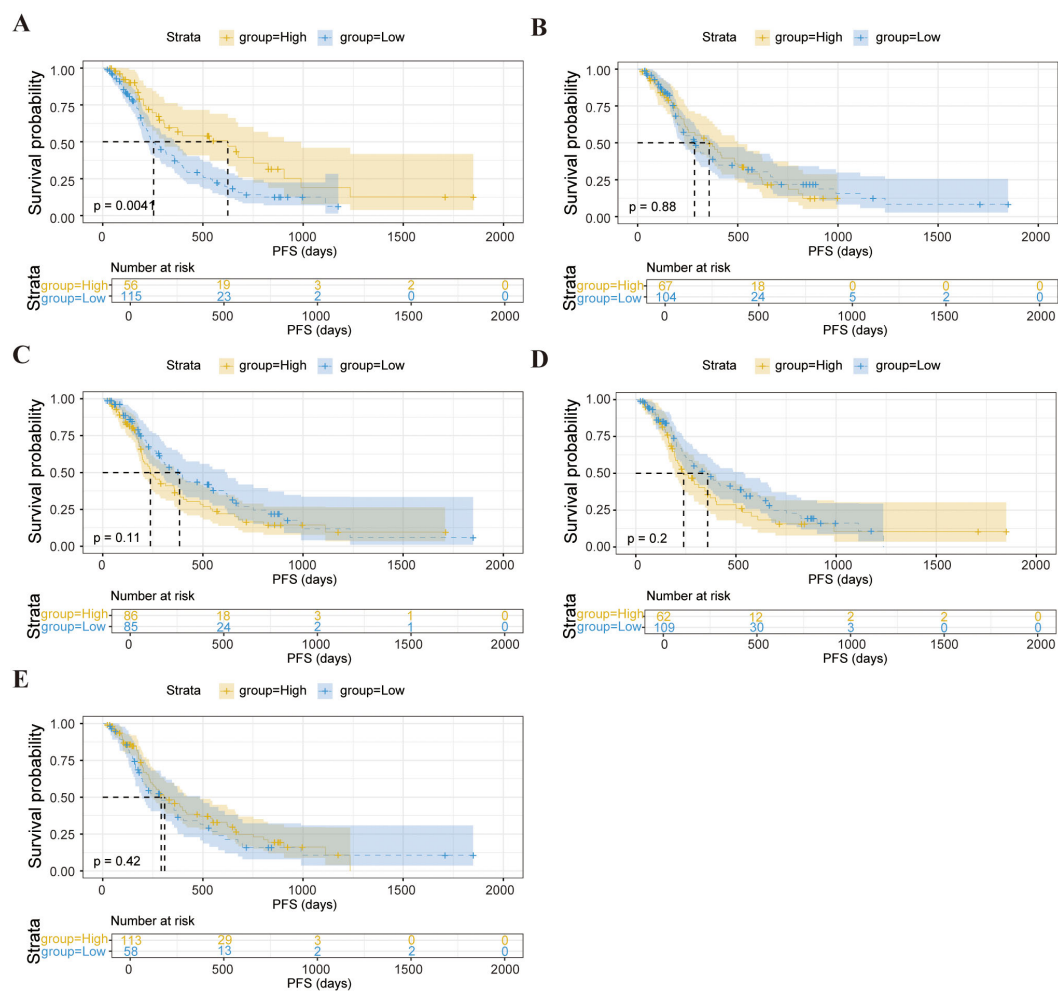 A
Strata group=High group=Low
Survival probability
1.00
0.75
0.50
0.25
0.00
p = 0.0041
0 500 1000 1500 2000
PFS (days)
Number at risk
Strata
group=High 56 19 3 2 0
group=Low 115 23 2 0 0
0 500 1000 1500 2000
PFS (days)
B
Strata group=High group=Low
Survival probability
1.00
0.75
0.50
0.25
0.00
p = 0.88
0 500 1000 1500 2000
PFS (days)
Number at risk
Strata
group=High 67 18 0 0 0
group=Low 104 24 5 2 0
0 500 1000 1500 2000
PFS (days)
C
Strata group=High group=Low
Survival probability
1.00
0.75
0.50
0.25
0.00
p = 0.11
0 500 1000 1500 2000
PFS (days)
Number at risk
Strata
group=High 86 18 3 1 0
group=Low 85 24 2 1 0
0 500 1000 1500 2000
PFS (days)
D
Strata group=High group=Low
Survival probability
1.00
0.75
0.50
0.25
0.00
p = 0.2
0 500 1000 1500 2000
PFS (days)
Number at risk
Strata
group=High 62 12 2 2 0
group=Low 109 30 3 0 0
0 500 1000 1500 2000
PFS (days)
E
Strata group=High group=Low
Survival probability
1.00
0.75
0.50
0.25
0.00
p = 0.42
0 500 1000 1500 2000
PFS (days)
Number at risk
Strata
group=High 113 29 3 0 0
group=Low 58 13 2 2 0
0 500 1000 1500 2000
PFS (days)